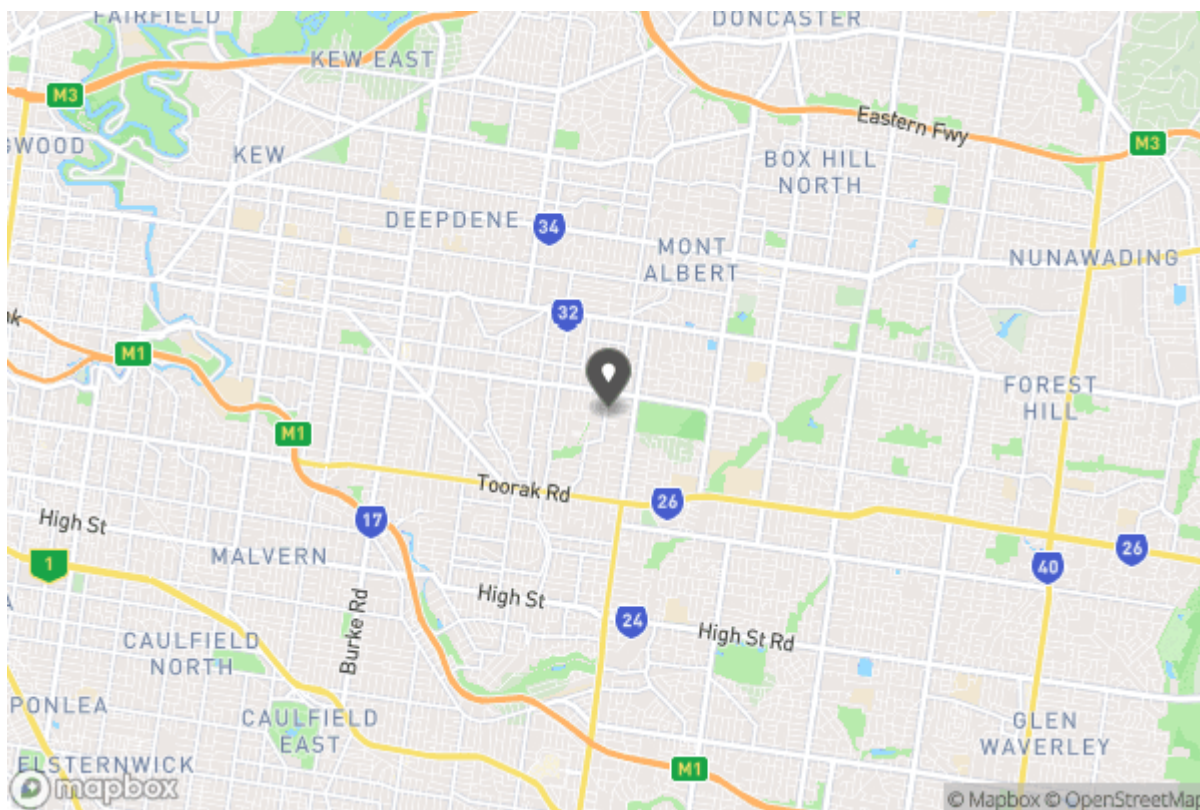 FAIRFIELD
DONCASTER
KEW EAST
M3
Eastern Fwy
M3
GWOOD
KEW
BOX HILL
NORTH
DEEPDENE
34
MONT
ALBERT
NUNAWADING
32
nk
M1
FOREST
HILL
M1
Toorak Rd
26
17
High St
MALVERN
26
40
1
High St
24
High St Rd
Burke Rd
CAULFIELD
NORTH
PONLEA
CAULFIELD
EAST
GLEN
WAVERLEY
ELSTERNWICK
M1
mapbox
© Mapbox © OpenStreetMap